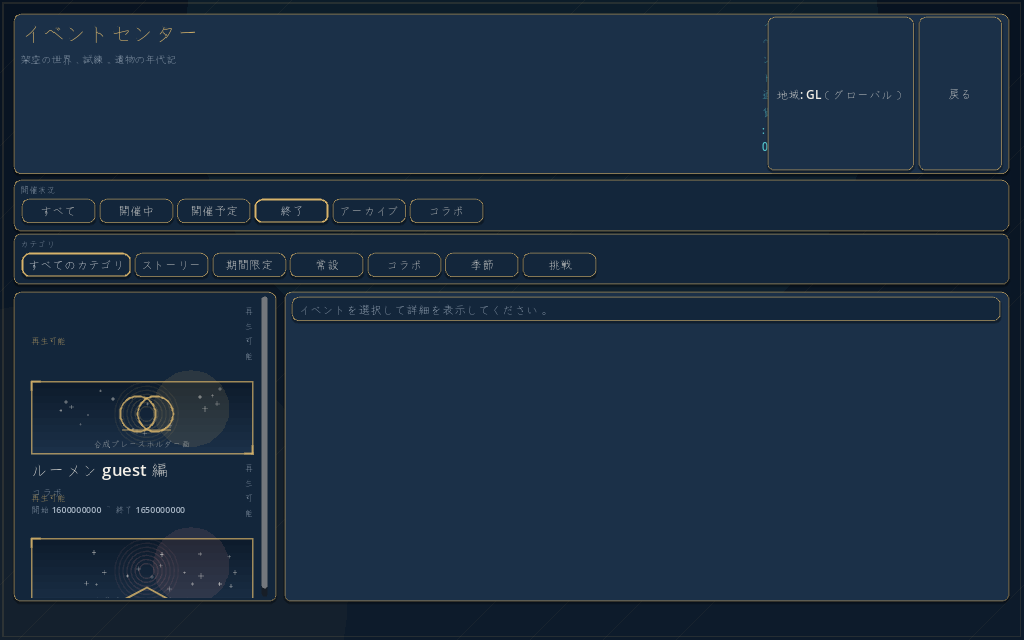 イベントセンター
架空の世界、試練、遺物の年代記
: 0
地域: GL (グローバル)
戻る
開催状況
すべて
開催中
開催予定
終了
アーカイブ
コラボ
カテゴリ
すべてのカテゴリ
ストーリー
期間限定
常設
コラボ
季節
挑戦
再生可能
再生可能
合成プレースホルダー
ルーメン guest 編
コラボ
再生可能
再生可能
開始 1600000000 終了 1650000000
イベントを選択して詳細を表示してください。